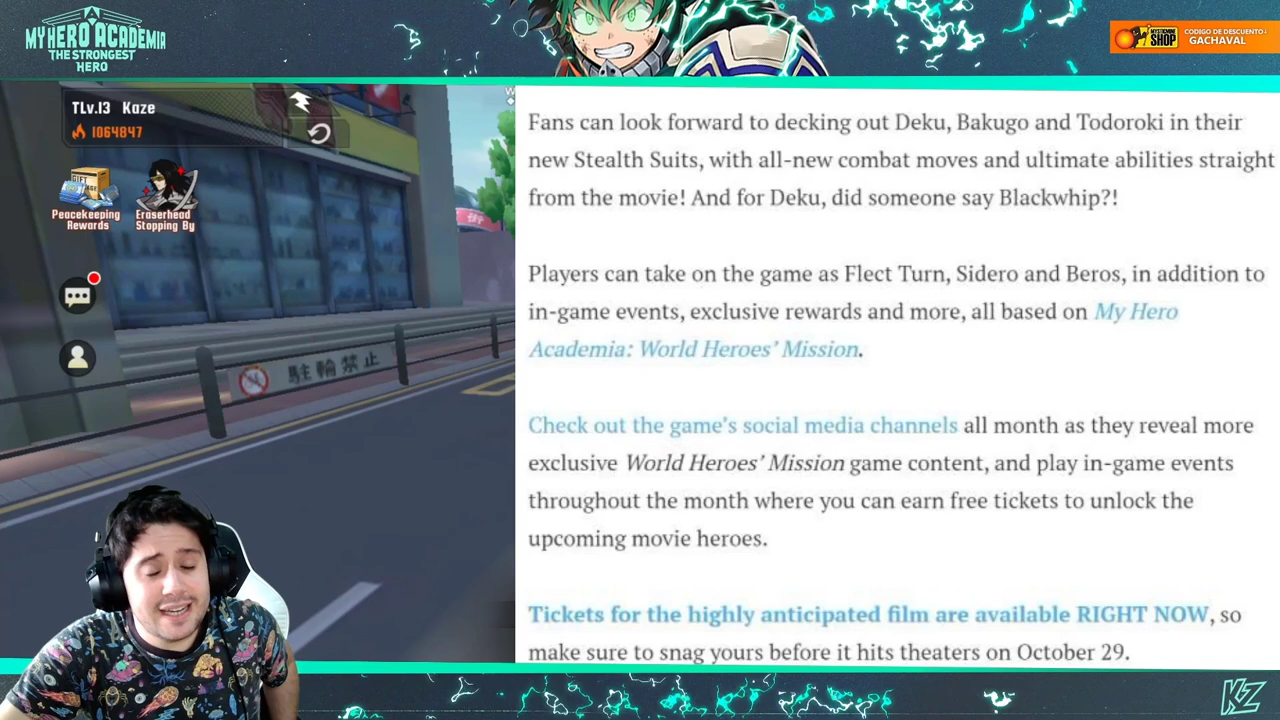 MY HERO ACADEMIA
THE STRONGEST
HERO
MYSTICMINE
SHOP
CODIGO DE DESCUENTO↓
GACHAVAL
TLv.13 Kaze
1064847
Peacekeeping
Rewards
Eraserhead
Stopping By
駐輪禁止
Fans can look forward to decking out Deku, Bakugo and Todoroki in their
new Stealth Suits, with all-new combat moves and ultimate abilities straight
from the movie! And for Deku, did someone say Blackwhip?!
Players can take on the game as Flect Turn, Sidero and Beros, in addition to
in-game events, exclusive rewards and more, all based on My Hero
Academia: World Heroes’ Mission.
Check out the game’s social media channels all month as they reveal more
exclusive World Heroes’ Mission game content, and play in-game events
throughout the month where you can earn free tickets to unlock the
upcoming movie heroes.
Tickets for the highly anticipated film are available RIGHT NOW, so
make sure to snag yours before it hits theaters on October 29.
KZ